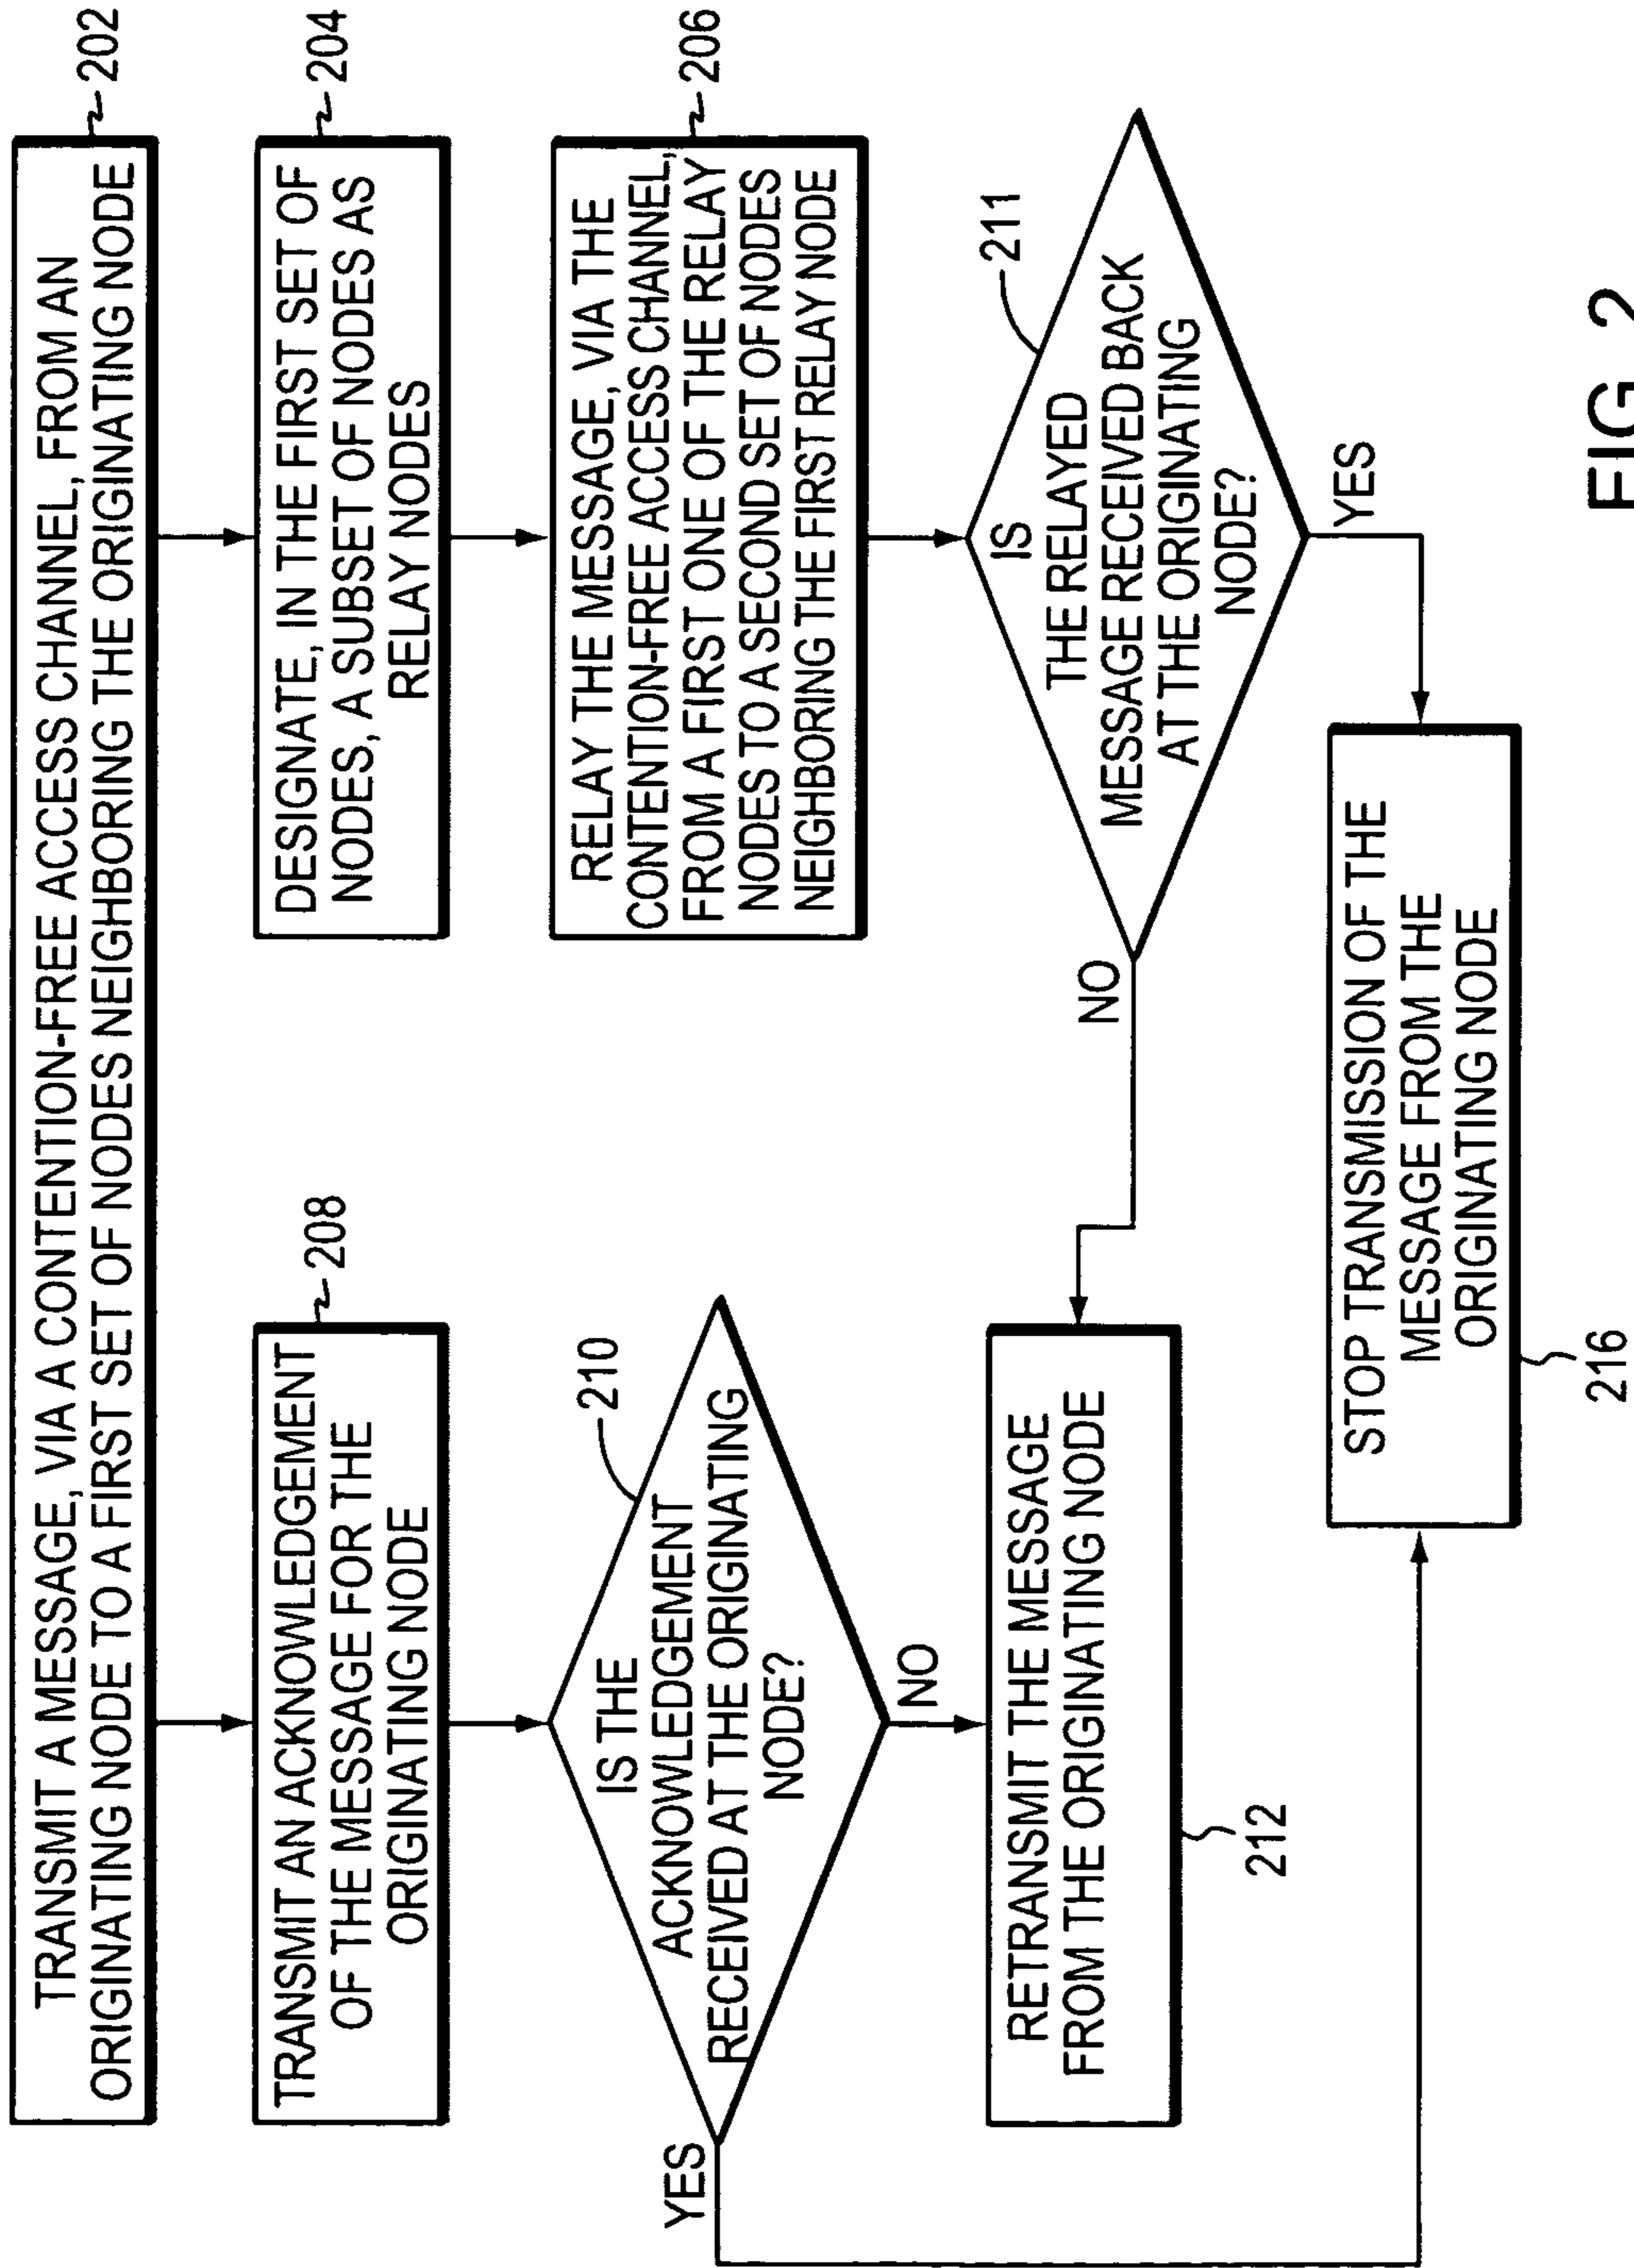 TRANSMIT A MESSAGE, VIA A CONTENTION-FREE ACCESS CHANNEL, FROM AN
ORIGINATING NODE TO A FIRST SET OF NODES NEIGHBORING THE ORIGINATING NODE
202
TRANSMIT AN ACKNOWLEDGEMENT
OF THE MESSAGE FOR THE
ORIGINATING NODE
208
DESIGNATE, IN THE FIRST SET OF
NODES, A SUBSET OF NODES AS
RELAY NODES
204
RELAY THE MESSAGE, VIA THE
CONTENTION-FREE ACCESS CHANNEL,
FROM A FIRST ONE OF THE RELAY
NODES TO A SECOND SET OF NODES
NEIGHBORING THE FIRST RELAY NODE
206
IS THE
ACKNOWLEDGEMENT
RECEIVED AT THE ORIGINATING
NODE?
210
YES
NO
IS
THE RELAYED
MESSAGE RECEIVED BACK
AT THE ORIGINATING
NODE?
211
NO
YES
RETRANSMIT THE MESSAGE
FROM THE ORIGINATING NODE
212
STOP TRANSMISSION OF THE
MESSAGE FROM THE
ORIGINATING NODE
216
FIG. 2